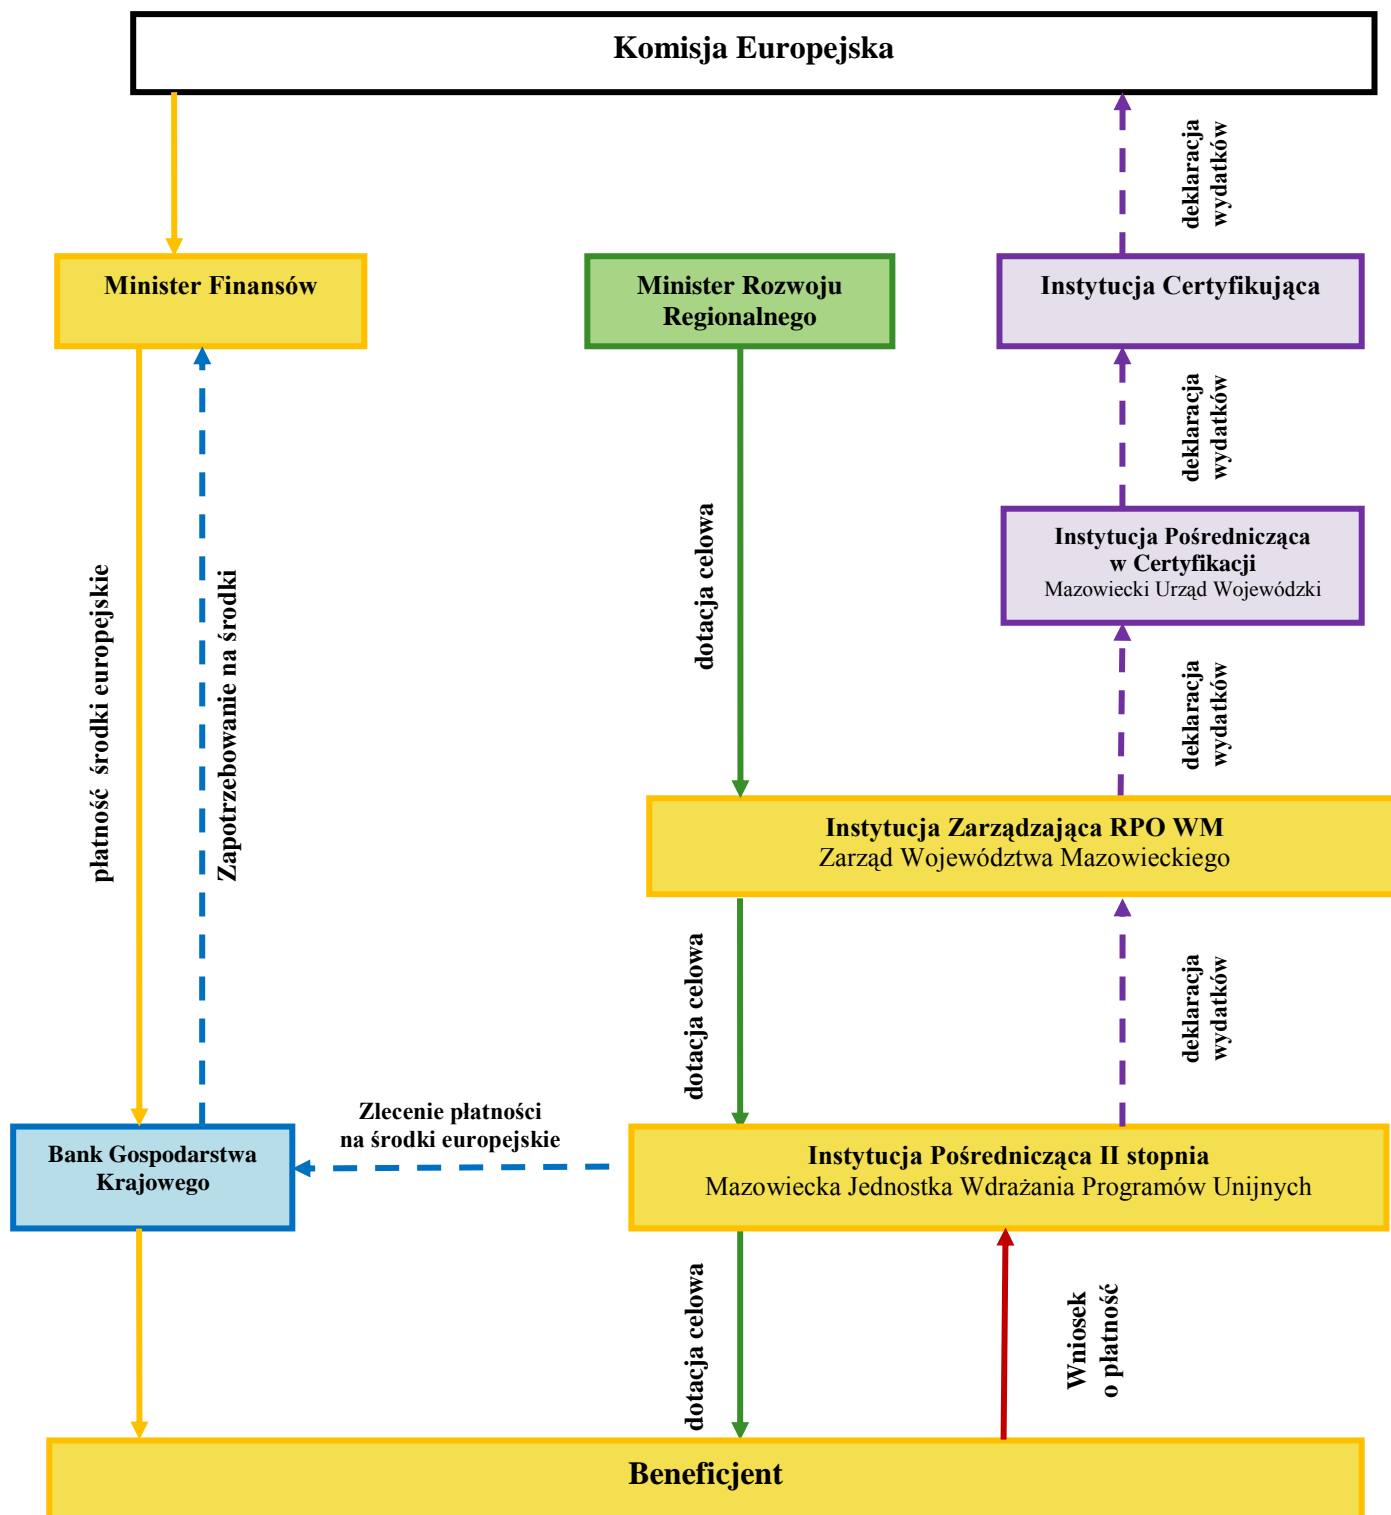 Komisja Europejska
deklaracja
wydatków
Minister Finansów
Minister Rozwoju
Regionalnego
Instytucja Certyfikująca
deklaracja
wydatków
Instytucja Pośrednicząca
w Certyfikacji
Mazowiecki Urząd Wojewódzki
płatność środki europejskie
Zapotrzebowanie na środki
dotacja celowa
deklaracja
wydatków
Instytucja Zarządzająca RPO WM
Zarząd Województwa Mazowieckiego
dotacja celowa
deklaracja
wydatków
Zlecenie płatności
na środki europejskie
Bank Gospodarstwa
Krajowego
Instytucja Pośrednicząca II stopnia
Mazowiecka Jednostka Wdrażania Programów Unijnych
dotacja celowa
Wniosek
o płatność
Beneficjent